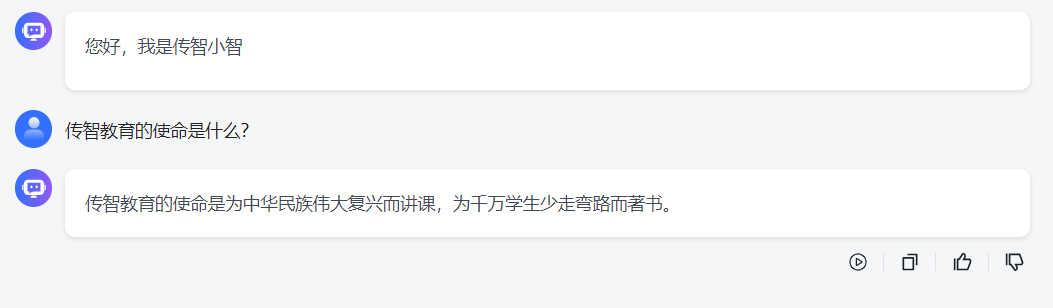 您好，我是传智小智
传智教育的使命是什么?
传智教育的使命是为中华民族伟大复兴而讲课，为千万学生少走弯路而著书。